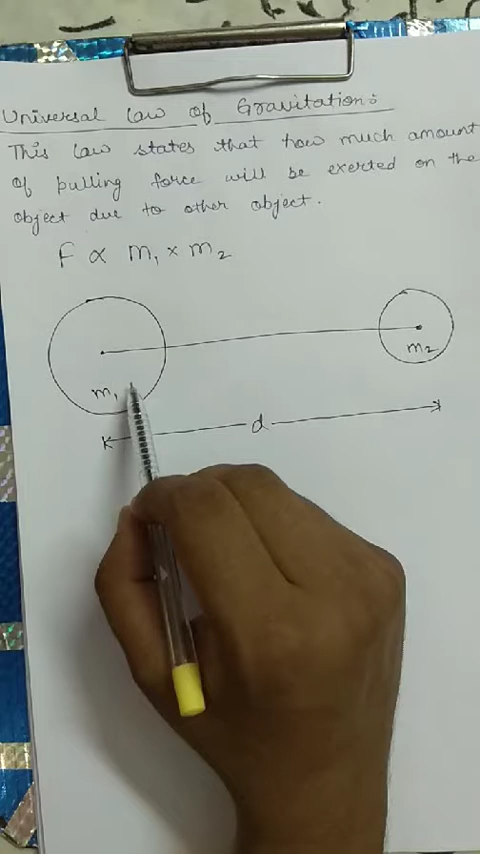 Universal Law of Gravitation:
This law states that how much amount
of pulling force will be exerted on the
object due to other object.
F ∝ m₁ × m₂
m₁
m₂
d